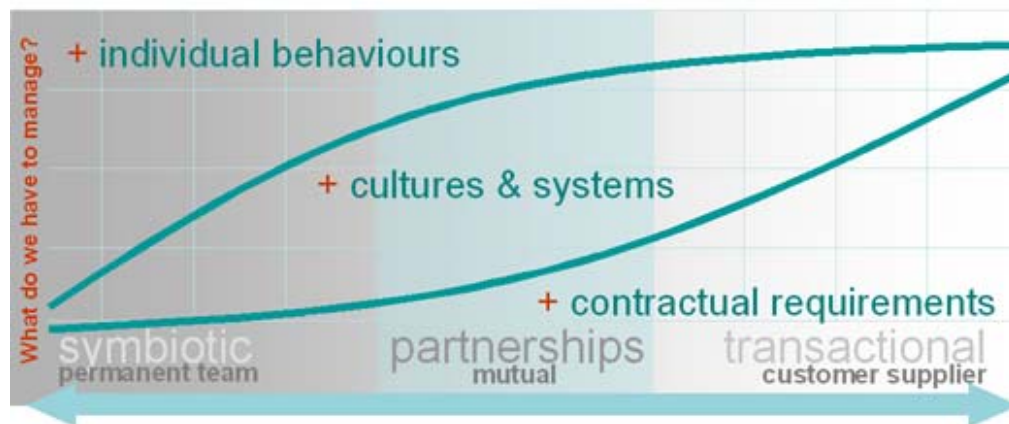 What do we have to manage?
+ individual behaviours
+ cultures & systems
+ contractual requirements
symbiotic
permanent team
partnerships
mutual
transactional
customer supplier